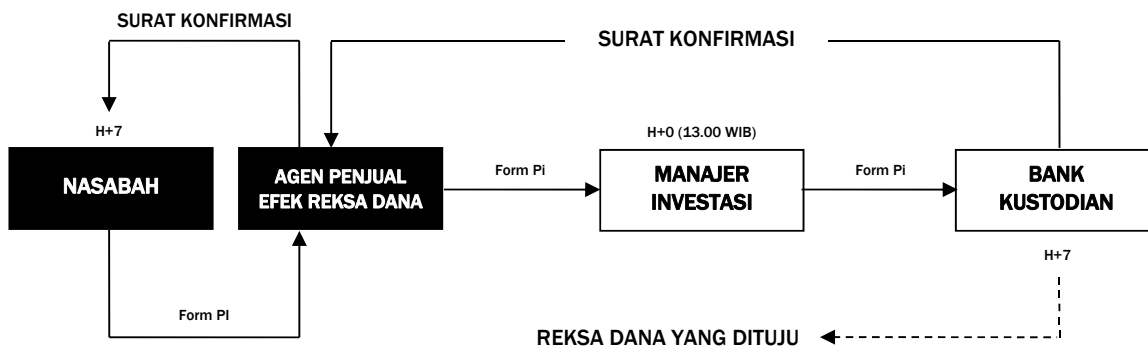 SURAT KONFIRMASI
SURAT KONFIRMASI
H+7
H+0 (13.00 WIB)
NASABAH
AGEN PENJUAL
EFEK REKSA DANA
Form Pi
MANAJER
INVESTASI
Form Pi
BANK
KUSTODIAN
H+7
Form PI
REKSA DANA YANG DITUJU